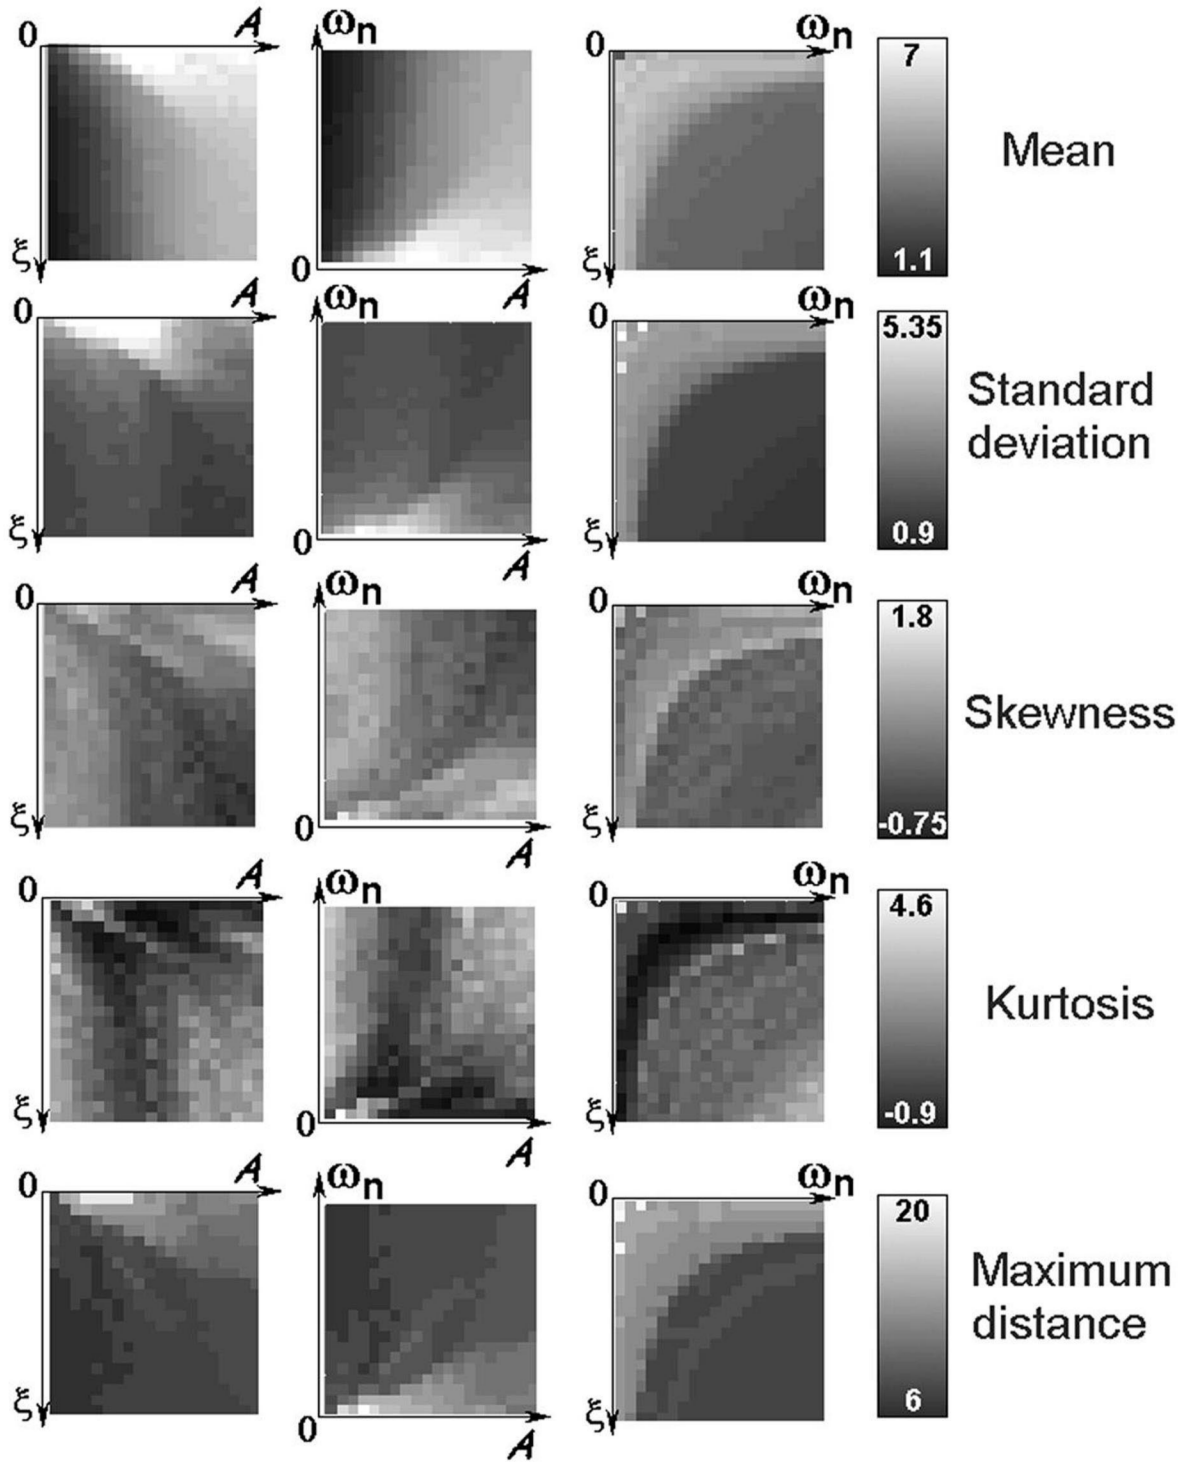 0 A ωn 0 ωn 7
Mean
ξ 0 ξ 1.1
A A
0 ωn 0 ωn 5.35
Standard
deviation
ξ 0 ξ 0.9
A A
0 ωn 0 ωn 1.8
Skewness
ξ 0 ξ -0.75
A A
0 ωn 0 ωn 4.6
Kurtosis
ξ 0 ξ -0.9
A A
0 ωn 0 ωn 20
Maximum
distance
ξ 0 ξ 6
A